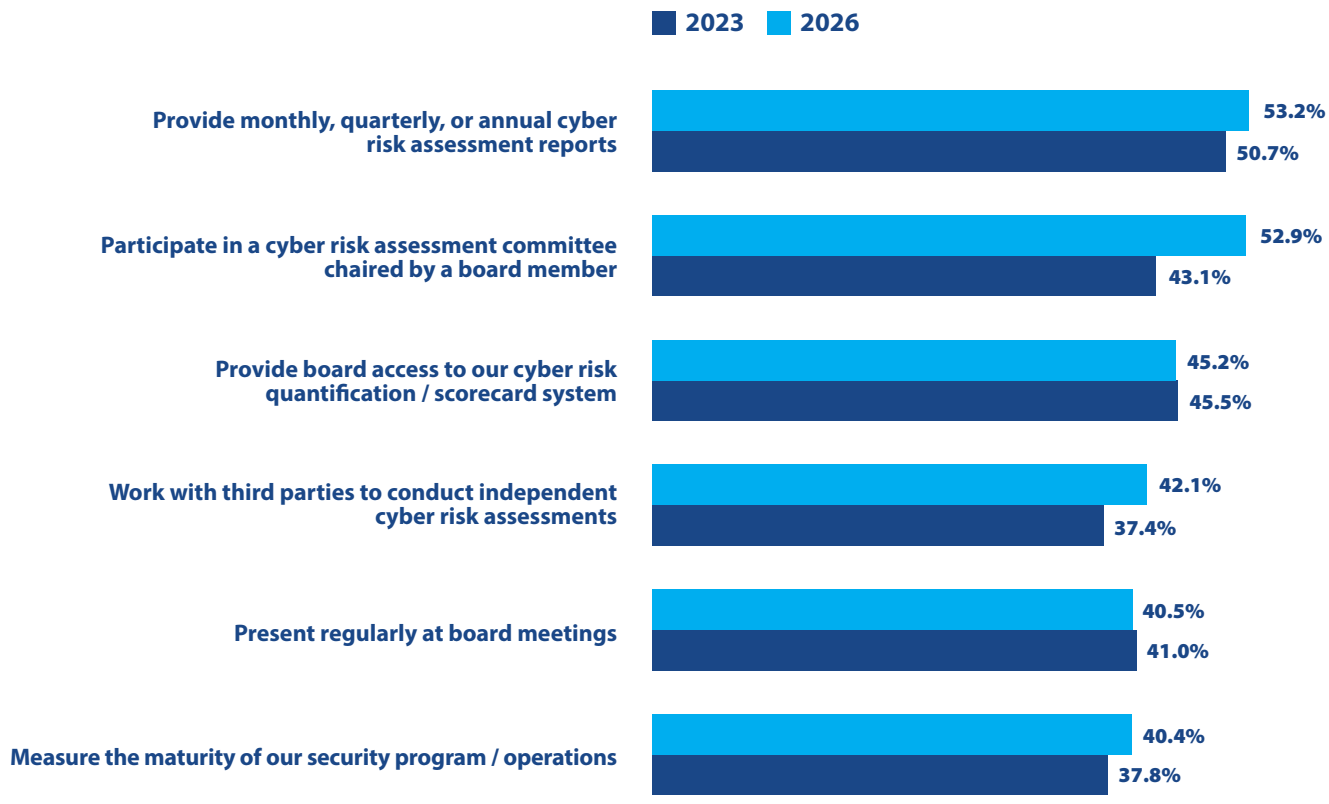 2023 2026
Provide monthly, quarterly, or annual cyber
risk assessment reports
53.2%
50.7%
Participate in a cyber risk assessment committee
chaired by a board member
52.9%
43.1%
Provide board access to our cyber risk
quantification / scorecard system
45.2%
45.5%
Work with third parties to conduct independent
cyber risk assessments
42.1%
37.4%
Present regularly at board meetings
40.5%
41.0%
Measure the maturity of our security program / operations
40.4%
37.8%